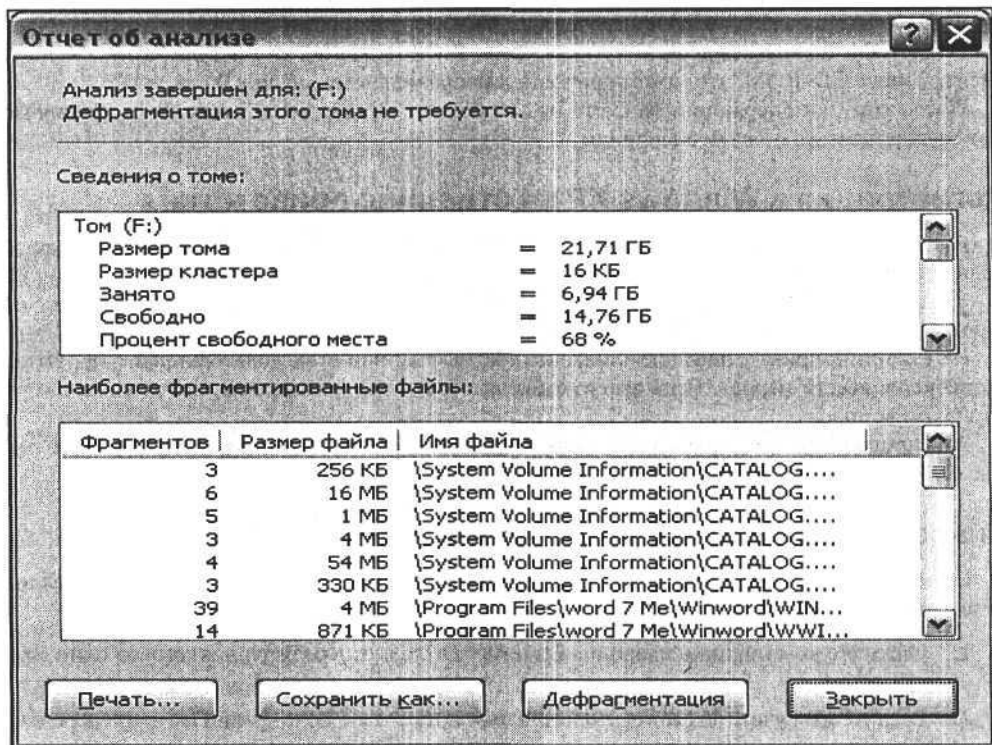 Отчет об анализе
Анализ завершен для: (F:)
Дефрагментация этого тома не требуется.
Сведения о томе:
Том (F:)
Размер тома = 21,71 ГБ
Размер кластера = 16 КБ
Занято = 6,94 ГБ
Свободно = 14,76 ГБ
Процент свободного места = 68 %
Наиболее фрагментированные файлы:
Фрагментов Размер файла Имя файла
3 256 КБ \System Volume Information\CATALOG....
6 16 МБ \System Volume Information\CATALOG....
5 1 МБ \System Volume Information\CATALOG....
3 4 МБ \System Volume Information\CATALOG....
4 54 МБ \System Volume Information\CATALOG....
3 330 КБ \System Volume Information\CATALOG....
39 4 МБ \Program Files\word 7 Me\Winword\WIN...
14 871 КБ \Program Files\word 7 Me\Winword\WWI...
Печать... Сохранить как... Дефрагментация Закрыть